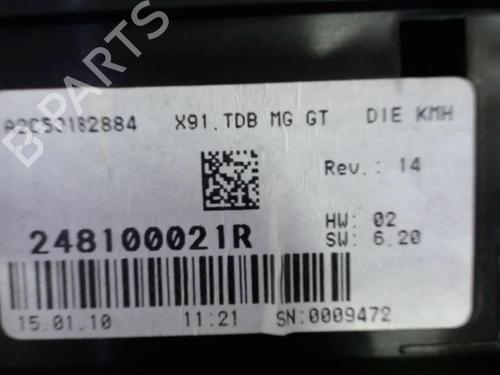 A2C53182884 X91.TDB MG GT DIE KMH
Rev.: 14
HW: 02
248100021R SW: 6.20
15.01.10 11:21 SN:0009472
B PARTS